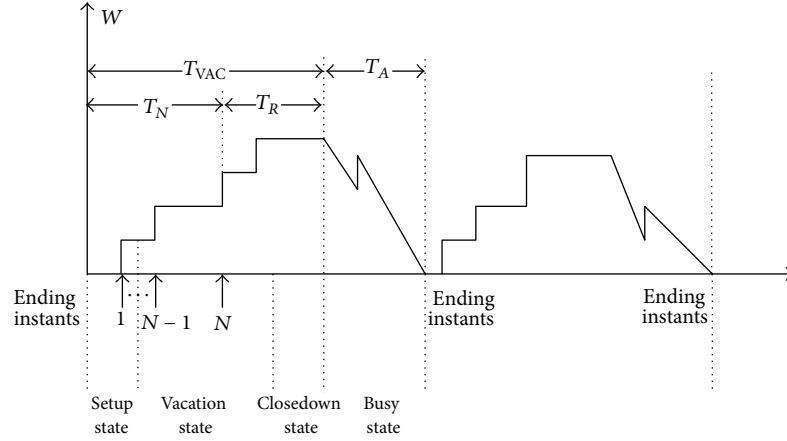 W
T_VAC
T_A
T_N
T_R
Ending
instants
1
...
N − 1
N
Ending
instants
Ending
instants
Setup
state
Vacation
state
Closedown
state
Busy
state